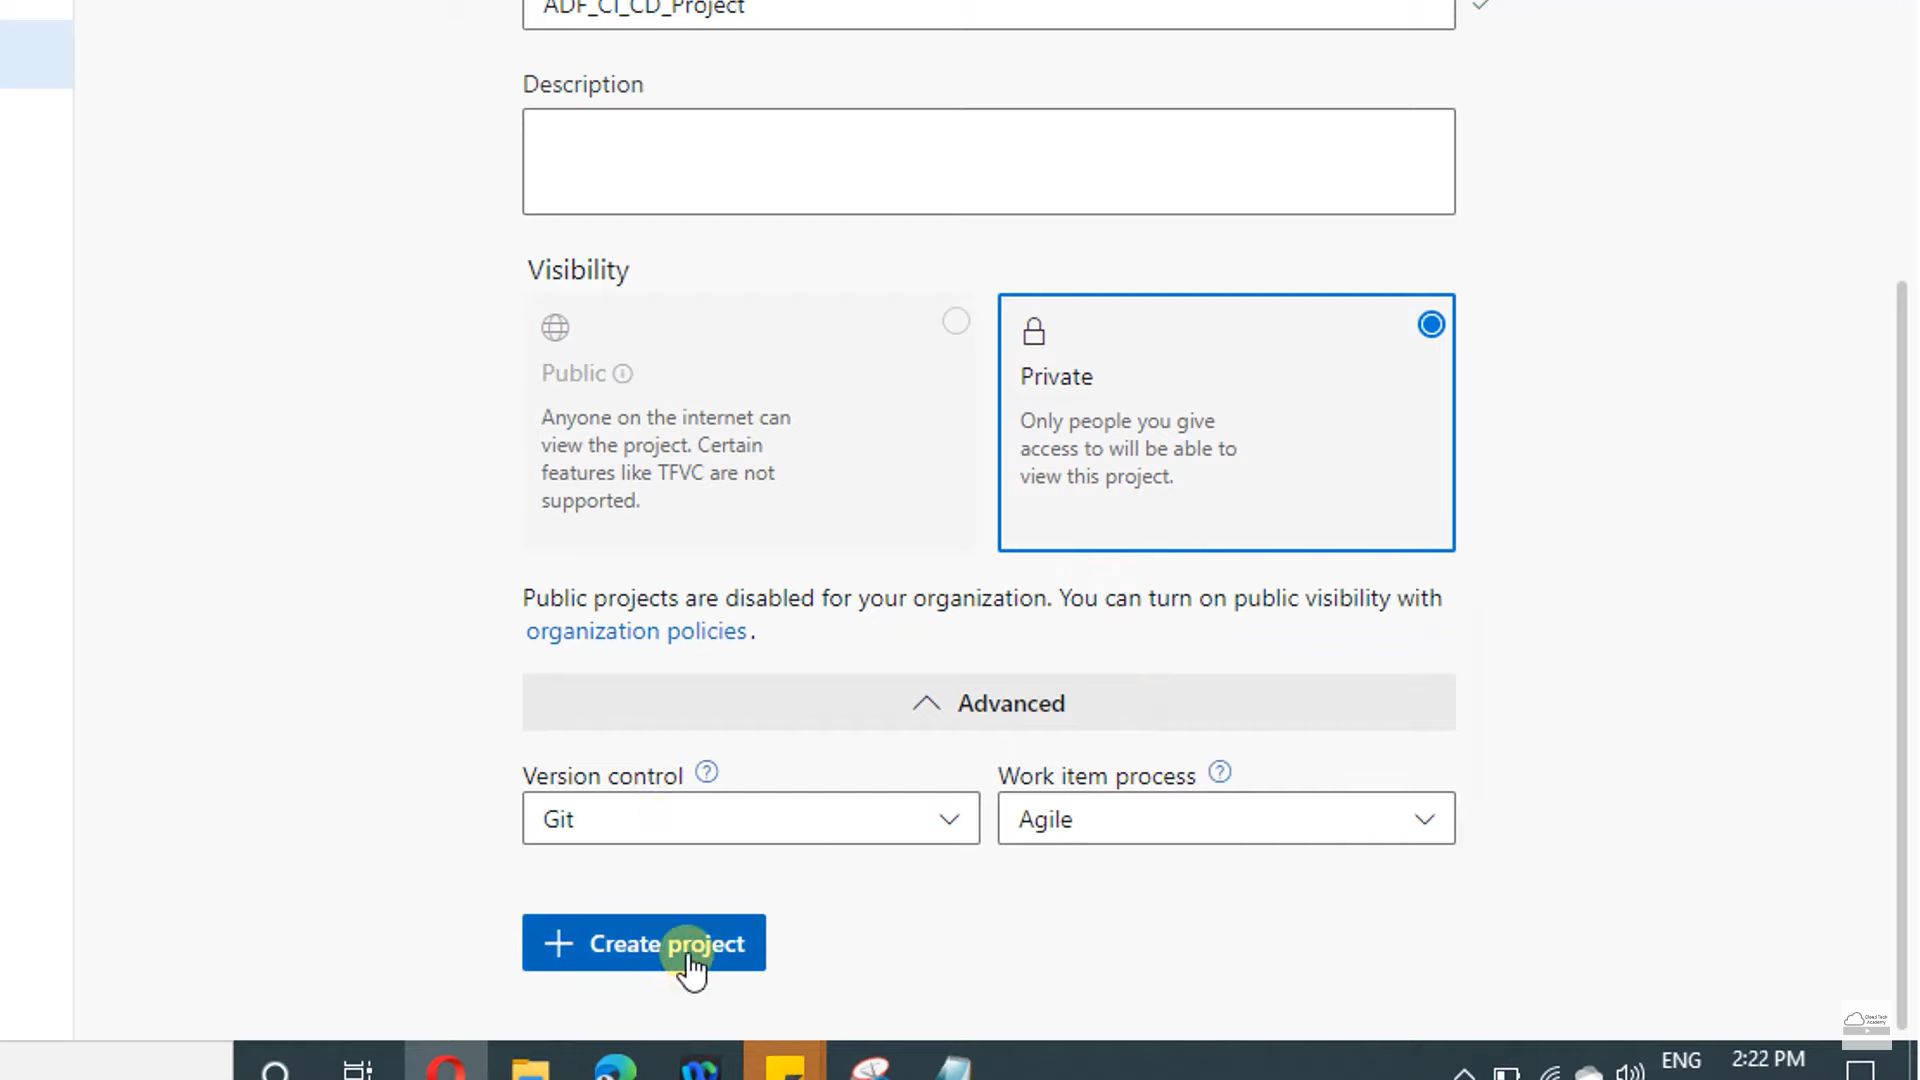 ADF_CI_CD_Project
Description
Visibility
Public
Anyone on the internet can
view the project. Certain
features like TFVC are not
supported.
Private
Only people you give
access to will be able to
view this project.
Public projects are disabled for your organization. You can turn on public visibility with
organization policies.
Advanced
Version control
Work item process
Git
Agile
Create project
Cloud Tech
Academy
ENG
2:22 PM